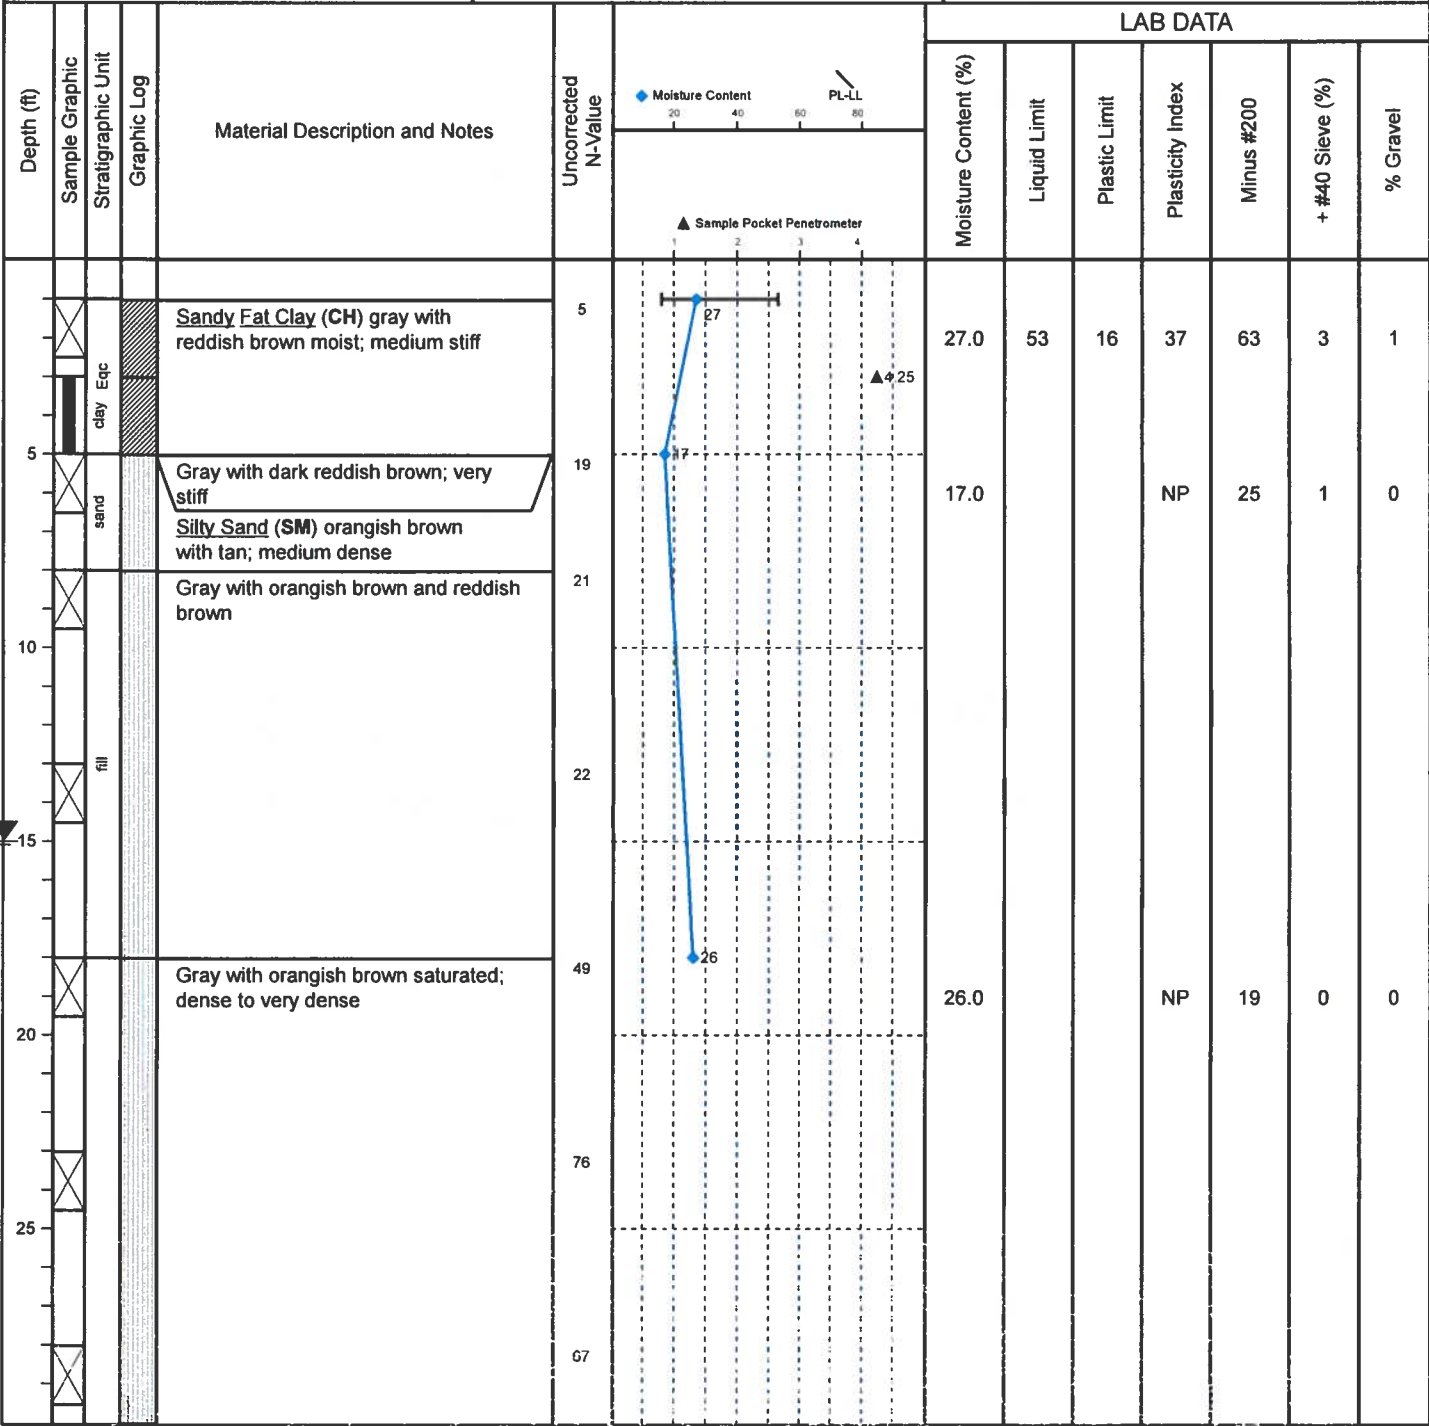 LAB DATA
Depth (ft)
Sample Graphic
Stratigraphic Unit
Graphic Log
Material Description and Notes
Uncorrected
N-Value
Moisture Content
PL-LL
20 40 60 80
Sample Pocket Penetrometer
1 2 3 4
Moisture Content (%)
Liquid Limit
Plastic Limit
Plasticity Index
Minus #200
+ #40 Sieve (%)
% Gravel
Sandy Fat Clay (CH) gray with
reddish brown moist; medium stiff
5
27
27.0 53 16 37 63 3 1
Eqc
clay
4.25
5
Gray with dark reddish brown; very
stiff
19
17
17.0 NP 25 1 0
sand
Silty Sand (SM) orangish brown
with tan; medium dense
Gray with orangish brown and reddish
brown
21
10
fill
22
15
26
Gray with orangish brown saturated;
dense to very dense
49
26.0 NP 19 0 0
20
76
25
67